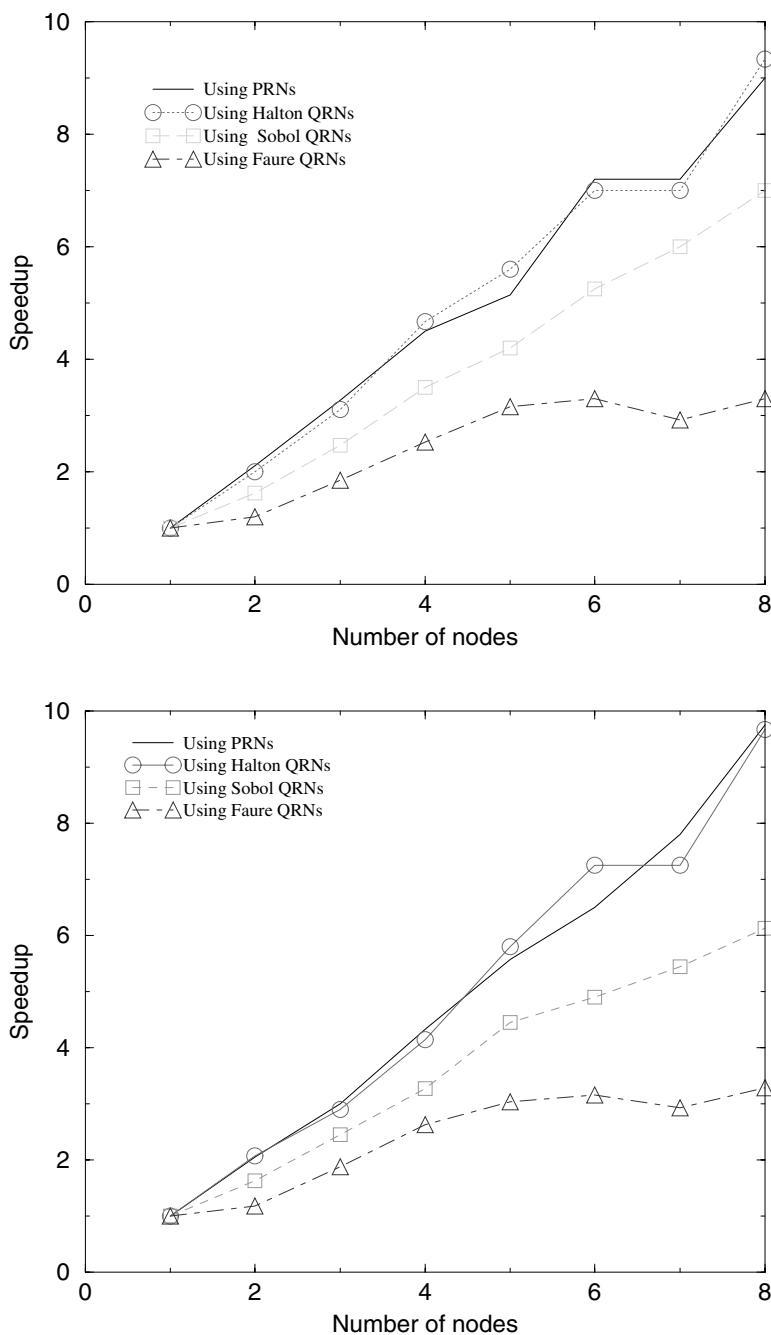 10
Using PRNs
Using Halton QRNs
Using Sobol QRNs
Using Faure QRNs
8
6
4
2
0
Speedup
0 2 4 6 8
Number of nodes
10
Using PRNs
Using Halton QRNs
Using Sobol QRNs
Using Faure QRNs
8
6
4
2
0
Speedup
0 2 4 6 8
Number of nodes